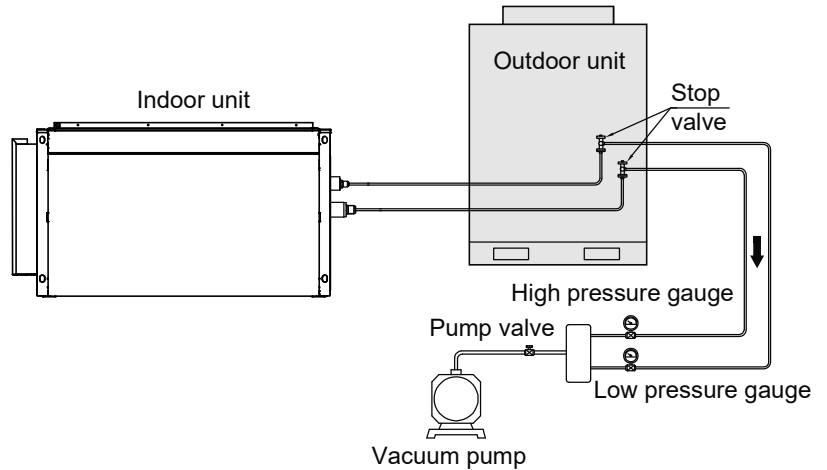 Outdoor unit
Indoor unit
Stop
valve
High pressure gauge
Pump valve
Low pressure gauge
Vacuum pump